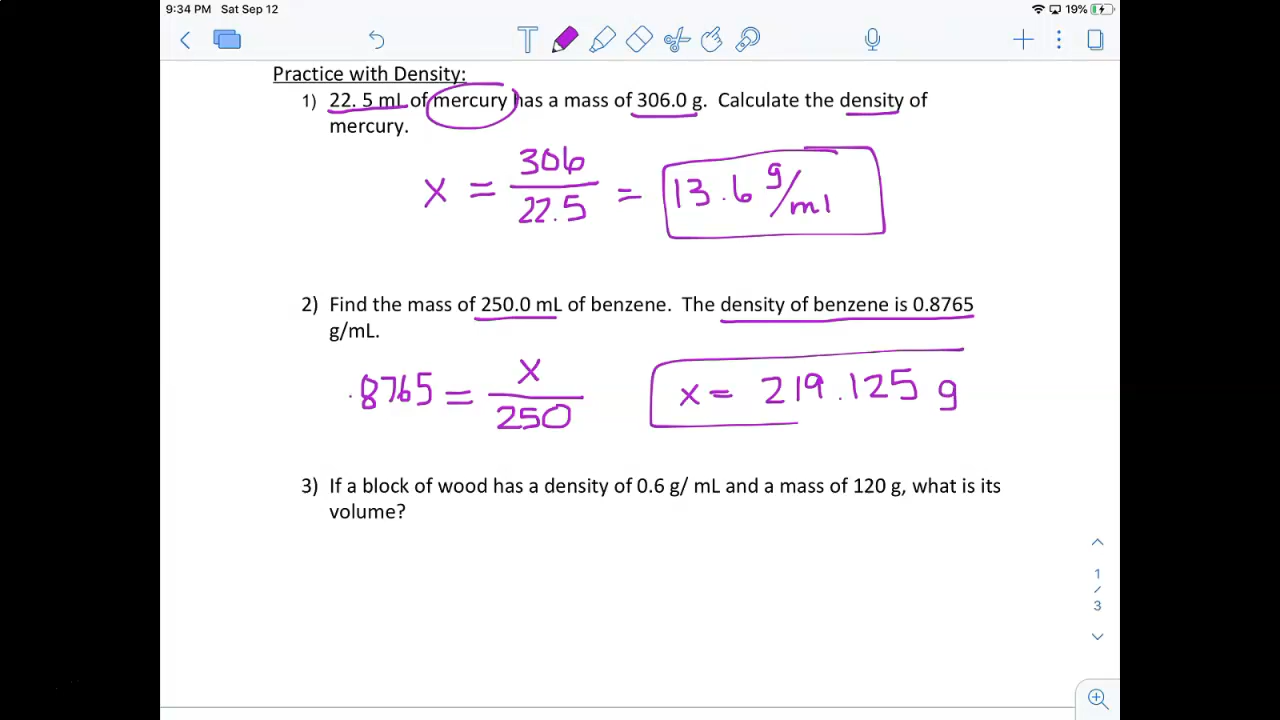 9:34 PM Sat Sep 12
19%
T
Practice with Density:
1) 22. 5 mL of mercury has a mass of 306.0 g. Calculate the density of
mercury.
x = 306/22.5 = 13.6 g/ml
2) Find the mass of 250.0 mL of benzene. The density of benzene is 0.8765
g/mL.
.8765 = x/250 x = 219.125 g
3) If a block of wood has a density of 0.6 g/ mL and a mass of 120 g, what is its
volume?
1
/
3